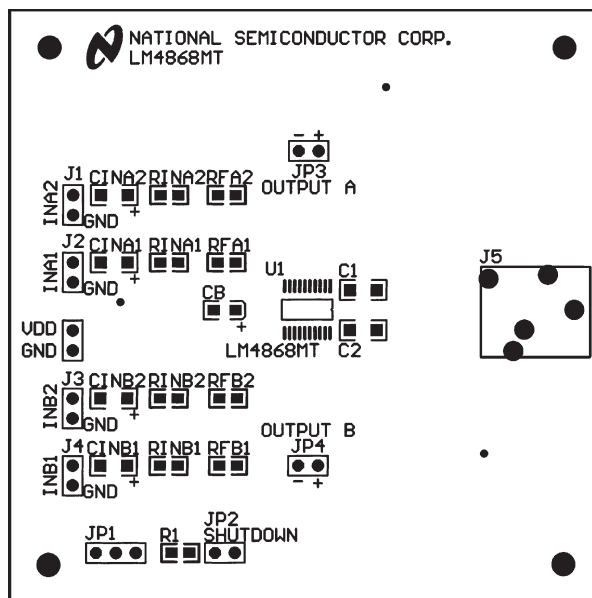 NATIONAL SEMICONDUCTOR CORP.
LM4868MT
- +
JP3
OUTPUT A
J1
CINA2 RINA2 RFA2
INA2
GND
+
J2
CINA1 RINA1 RFA1
INA1
GND
+
U1
C1
J5
CB
+
VDD
GND
LM4868MT
C2
J3
CINB2 RINB2 RFB2
INB2
GND
+
OUTPUT B
JP4
- +
J4
CINB1 RINB1 RFB1
INB1
GND
+
JP1
R1
JP2
SHUTDOWN